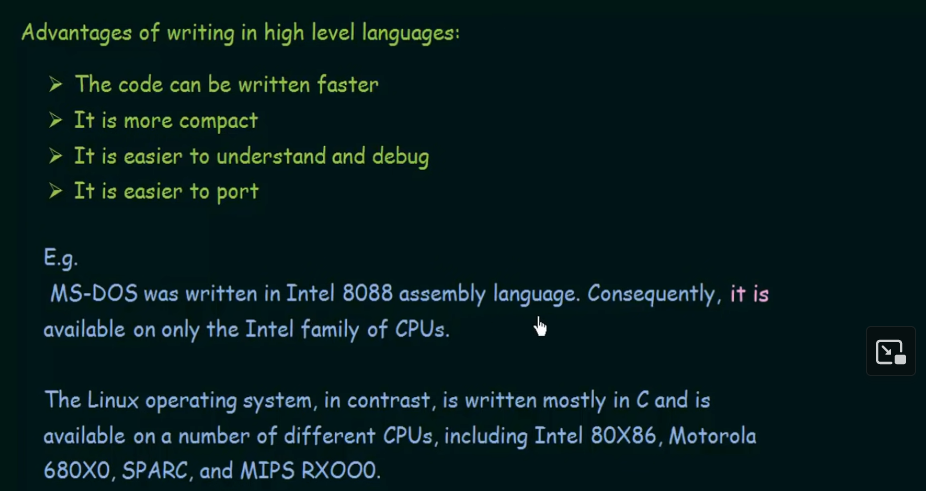 Advantages of writing in high level languages:
➢ The code can be written faster
➢ It is more compact
➢ It is easier to understand and debug
➢ It is easier to port
E.g.
MS-DOS was written in Intel 8088 assembly language. Consequently, it is
available on only the Intel family of CPUs.
The Linux operating system, in contrast, is written mostly in C and is
available on a number of different CPUs, including Intel 80X86, Motorola
680X0, SPARC, and MIPS RXOO0.